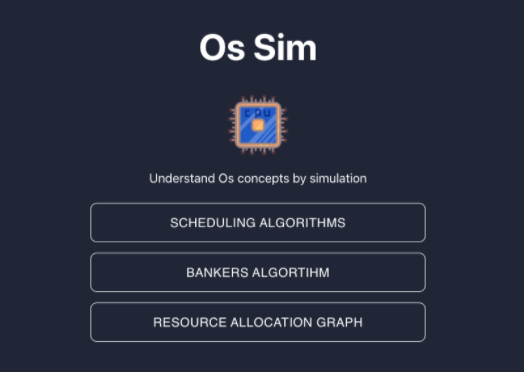 Os Sim
cpu
Understand Os concepts by simulation
SCHEDULING ALGORITHMS
BANKERS ALGORTIHM
RESOURCE ALLOCATION GRAPH